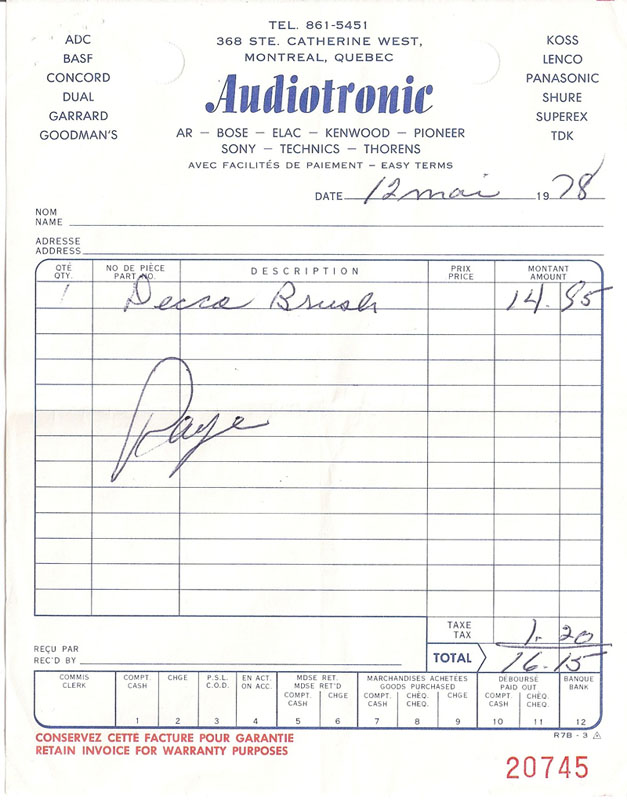 TEL. 861-5451
368 STE. CATHERINE WEST,
MONTREAL, QUEBEC
Audiotronic
AR – BOSE – ELAC – KENWOOD – PIONEER
SONY – TECHNICS – THORENS
AVEC FACILITÉS DE PAIEMENT – EASY TERMS
ADC
BASF
CONCORD
DUAL
GARRARD
GOODMAN'S
KOSS
LENCO
PANASONIC
SHURE
SUPEREX
TDK
DATE 12 mai 1978
NOM
NAME
ADRESSE
ADDRESS
QTÉ QTY. NO DE PIÈCE PART NO. DESCRIPTION PRIX PRICE MONTANT AMOUNT
1 Decca Brush 14.95
Payé
TAXE TAX 1.20
REÇU PAR
REC'D BY
TOTAL 16.15
COMMIS CLERK
COMPT. CASH 1
CHGE 2
P.S.L. C.O.D. 3
EN ACT. ON ACC. 4
MDSE RET. MDSE RET'D
COMPT. CASH 5
CHGE 6
MARCHANDISES ACHETÉES GOODS PURCHASED
COMPT. CASH 7
CHÈQ. CHEQ. 8
CHGE 9
DÉBOURSÉ PAID OUT
COMPT. CASH 10
CHÈQ. CHEQ. 11
BANQUE BANK 12
CONSERVEZ CETTE FACTURE POUR GARANTIE
RETAIN INVOICE FOR WARRANTY PURPOSES
R7B - 3
20745